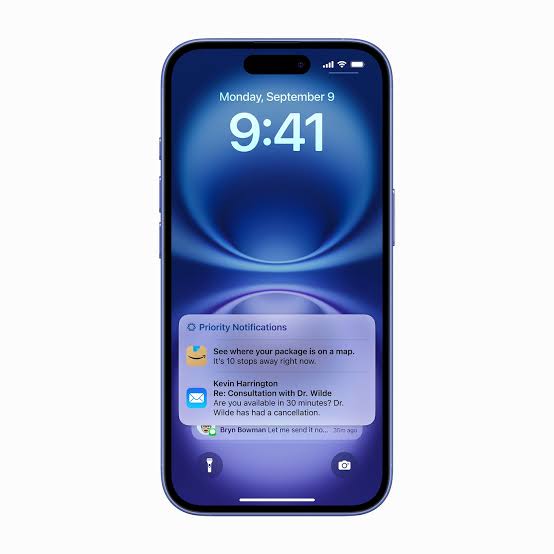 Monday, September 9
9:41
Priority Notifications
See where your package is on a map.
It's 10 stops away right now.
Kevin Harrington
Re: Consultation with Dr. Wilde
Are you available in 30 minutes? Dr.
Wilde has had a cancellation.
Bryn Bowman Let me send it no... 20m ago